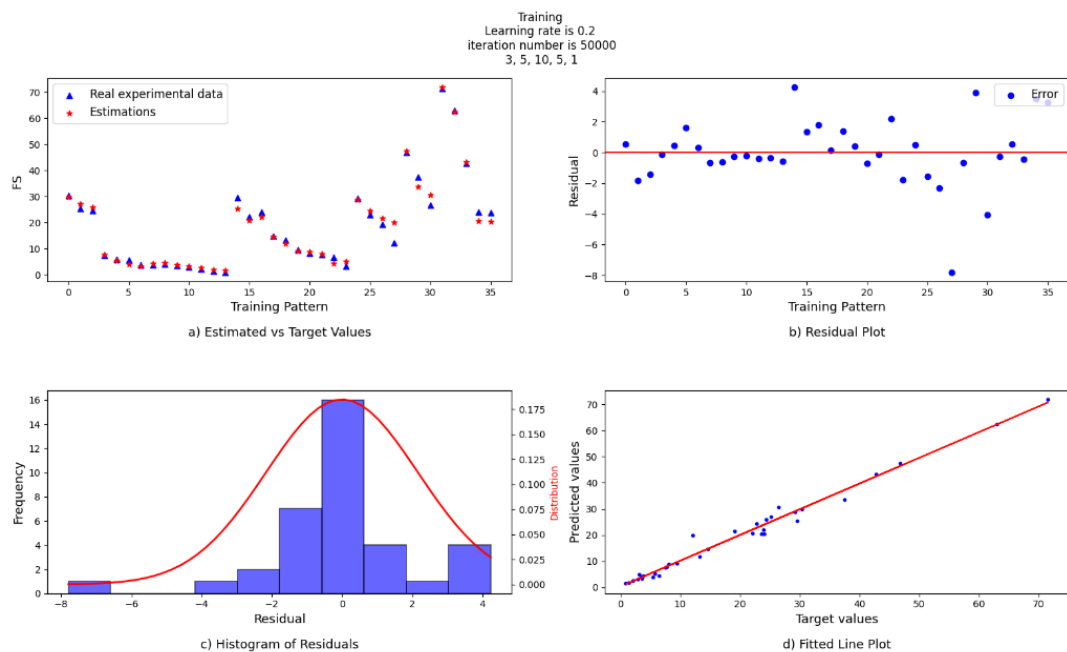 Training
Learning rate is 0.2
iteration number is 50000
3, 5, 10, 5, 1
70
60
50
40
30
20
10
0
FS
Real experimental data
Estimations
0 5 10 15 20 25 30 35
Training Pattern
a) Estimated vs Target Values
4
2
0
−2
−4
−6
−8
Residual
Error
0 5 10 15 20 25 30 35
Training Pattern
b) Residual Plot
16
14
12
10
8
6
4
2
0
Frequency
0.175
0.150
0.125
0.100
0.075
0.050
0.025
0.000
Distribution
−8 −6 −4 −2 0 2 4
Residual
c) Histogram of Residuals
70
60
50
40
30
20
10
0
Predicted values
0 10 20 30 40 50 60 70
Target values
d) Fitted Line Plot